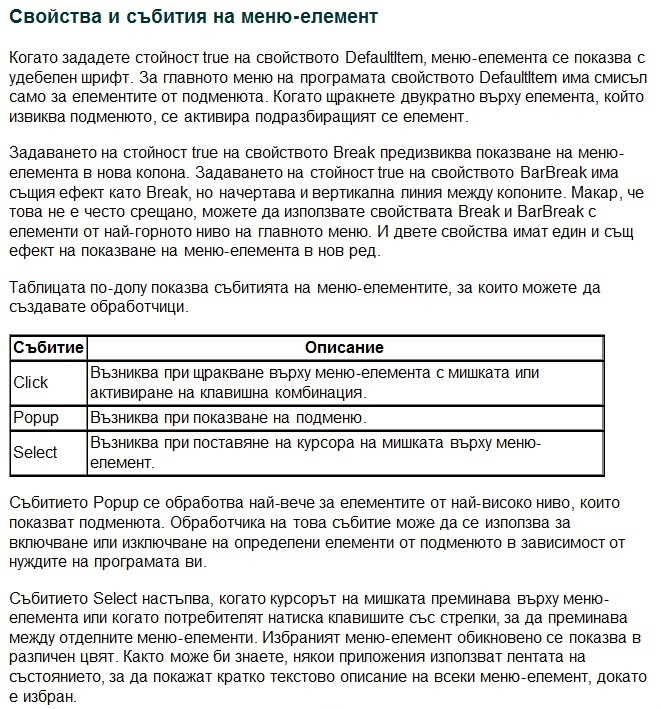 Свойства и събития на меню-елемент
Когато зададете стойност true на свойството DefaultItem, меню-елемента се показва с
удебелен шрифт. За главното меню на програмата свойството DefaultItem има смисъл
само за елементите от подменюта. Когато щракнете двукратно върху елемента, който
извиква подменюто, се активира подразбиращият се елемент.
Задаването на стойност true на свойството Break предизвиква показване на меню-
елемента в нова колона. Задаването на стойност true на свойството BarBreak има
същия ефект като Break, но начертава и вертикална линия между колоните. Макар, че
това не е често срещано, можете да използвате свойствата Break и BarBreak с
елементи от най-горното ниво на главното меню. И двете свойства имат един и същ
ефект на показване на меню-елемента в нов ред.
Таблицата по-долу показва събитията на меню-елементите, за които можете да
създавате обработчици.
Събитие Описание
Click Възниква при щракване върху меню-елемента с мишката или
активиране на клавишна комбинация.
Popup Възниква при показване на подменю.
Select Възниква при поставяне на курсора на мишката върху меню-
елемент.
Събитието Popup се обработва най-вече за елементите от най-високо ниво, които
показват подменюта. Обработчика на това събитие може да се използва за
включване или изключване на определени елементи от подменюто в зависимост от
нуждите на програмата ви.
Събитието Select настъпва, когато курсорът на мишката преминава върху меню-
елемента или когато потребителят натиска клавишите със стрелки, за да преминава
между отделните меню-елементи. Избраният меню-елемент обикновено се показва в
различен цвят. Както може би знаете, някои приложения използват лентата на
състоянието, за да покажат кратко текстово описание на всеки меню-елемент, докато
е избран.